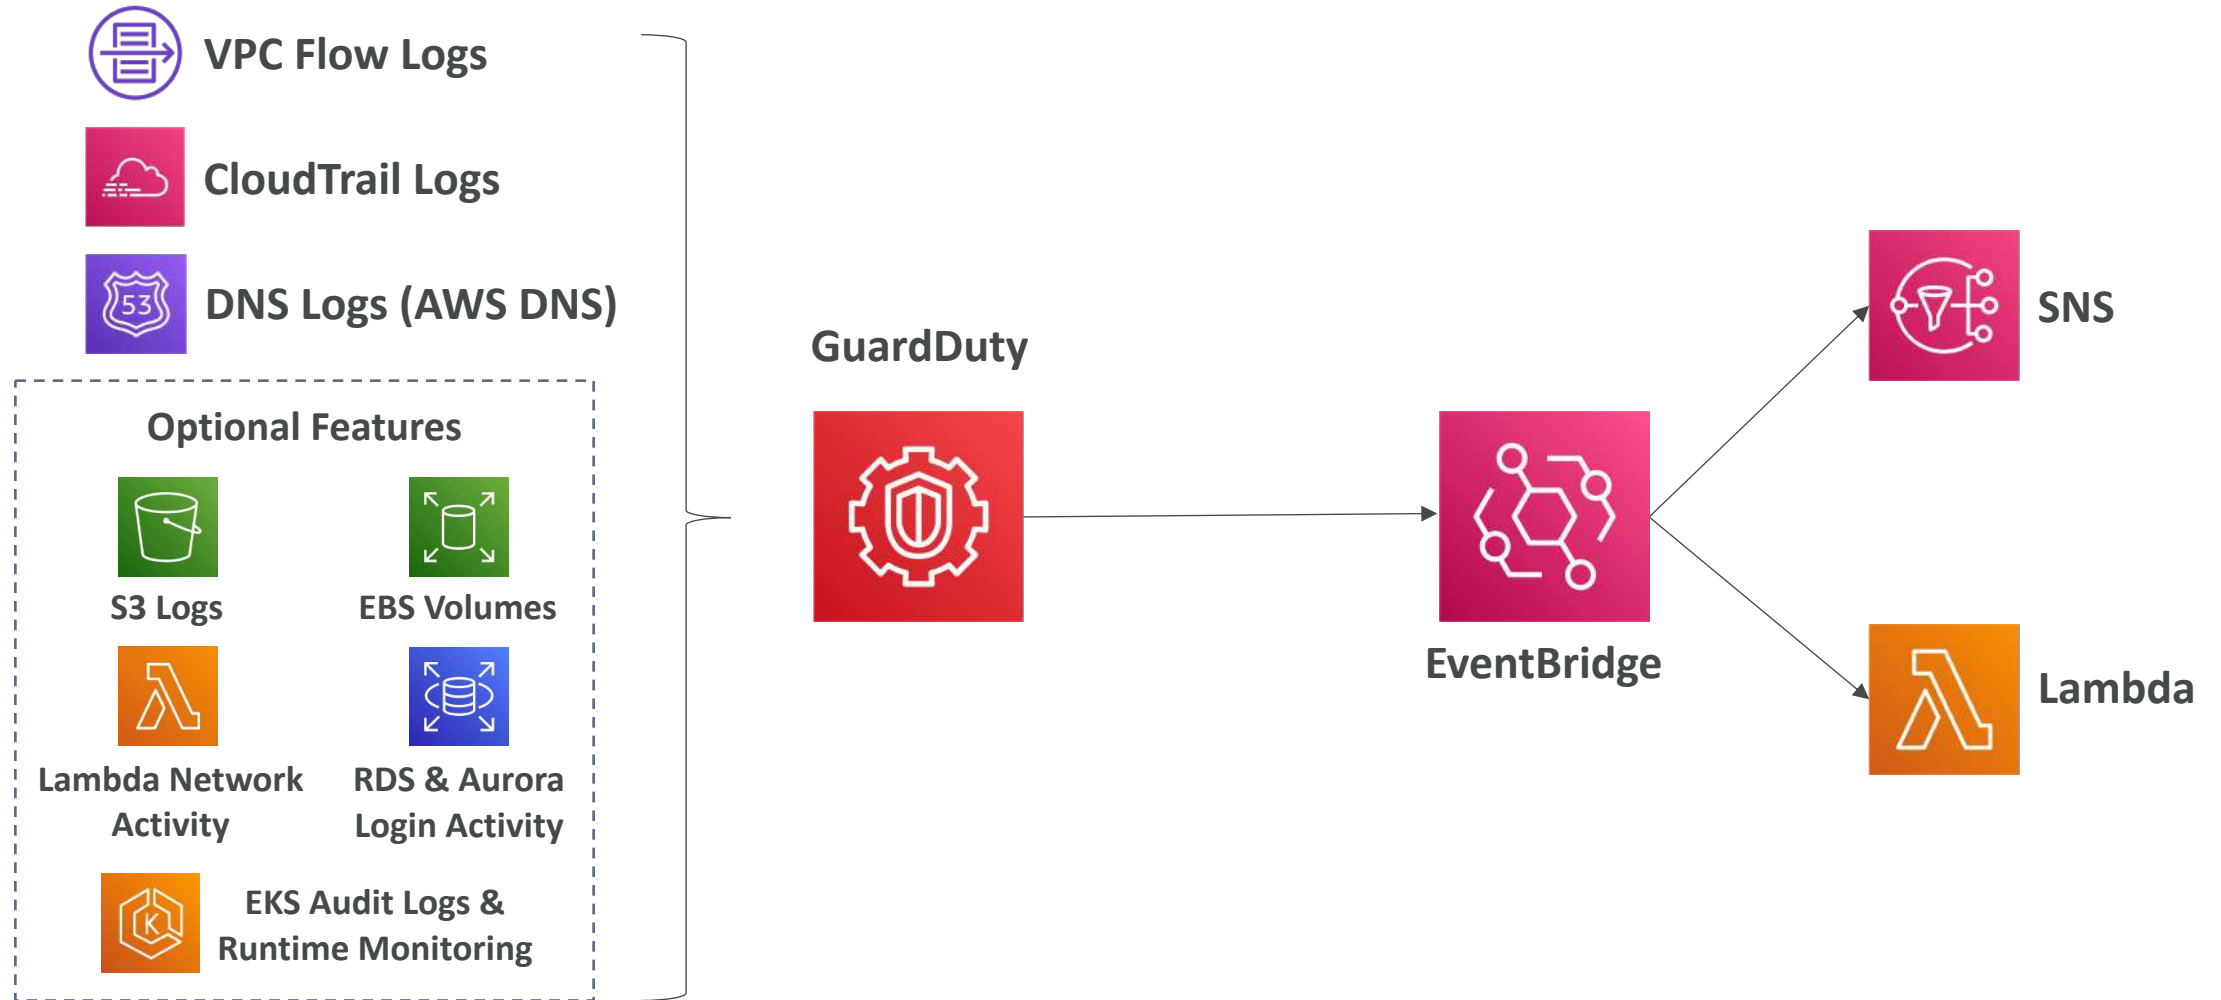 VPC Flow Logs
CloudTrail Logs
53
DNS Logs (AWS DNS)
Optional Features
S3 Logs
EBS Volumes
Lambda Network
Activity
RDS & Aurora
Login Activity
K
EKS Audit Logs &
Runtime Monitoring
GuardDuty
EventBridge
SNS
Lambda